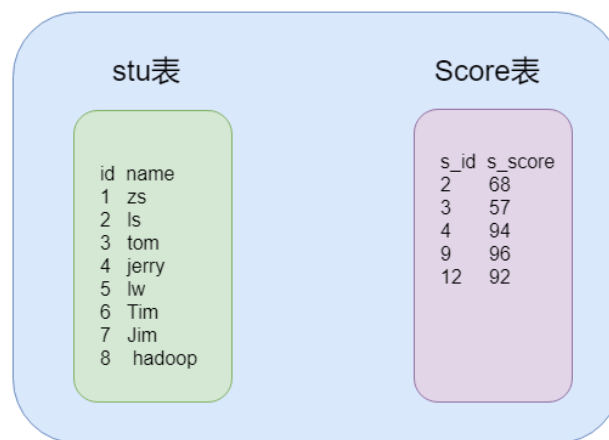 stu表
id name
1 zs
2 ls
3 tom
4 jerry
5 lw
6 Tim
7 Jim
8 hadoop
Score表
s_id s_score
2 68
3 57
4 94
9 96
12 92